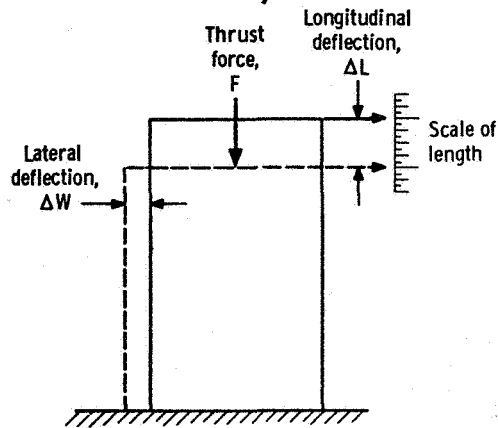 Longitudinal
deflection,
ΔL
Thrust
force,
F
Scale of
length
Lateral
deflection,
ΔW